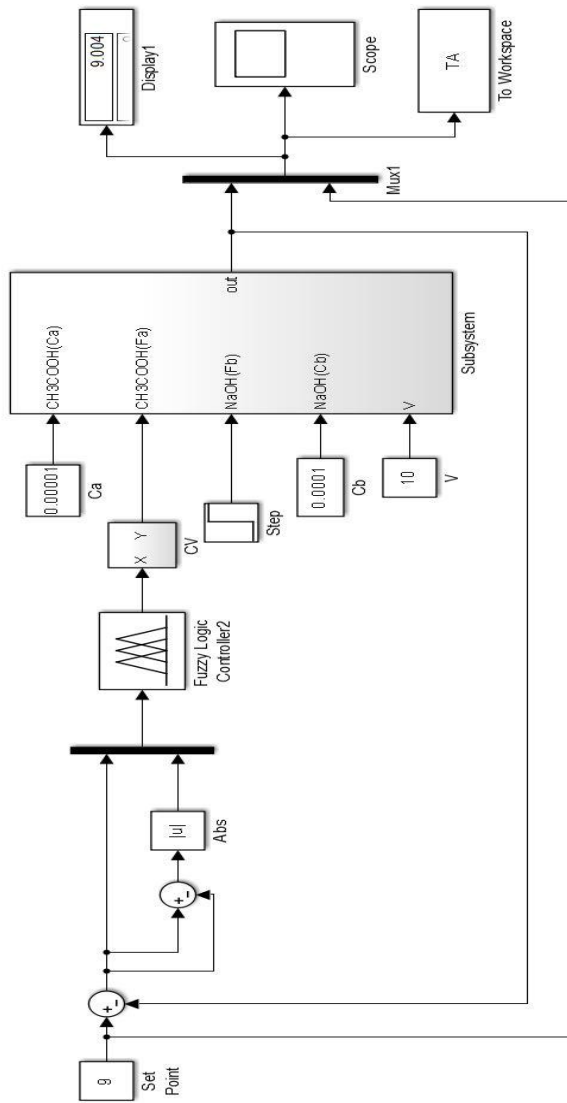 9
Set
Point
+
-
+
-
|u|
Abs
Fuzzy Logic
Controller2
X Y
CV
0.00001
Ca
Step
0.0001
Cb
10
V
CH3COOH(Ca)
CH3COOH(Fa)
NaOH(Fb)
NaOH(Cb)
V
out
Subsystem
Mux1
9.004
Display1
Scope
TA
To Workspace